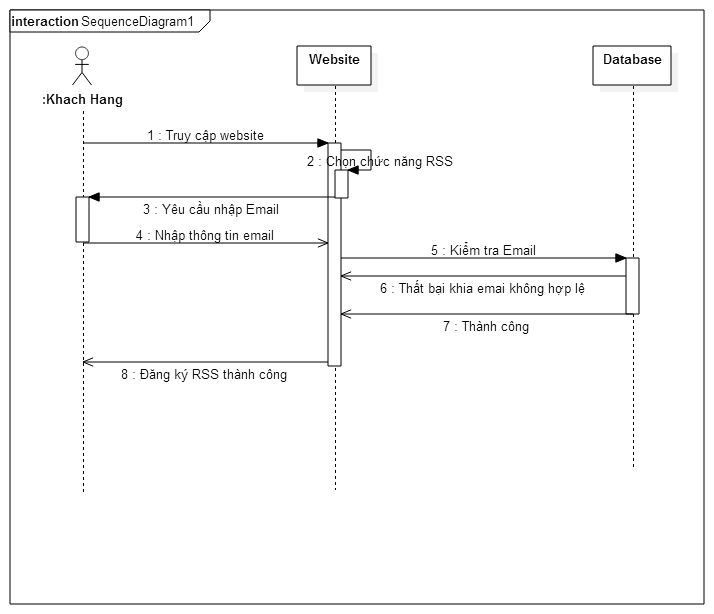 interaction SequenceDiagram1
Website
Database
:Khach Hang
1 : Truy cập website
2 : Chọn chức năng RSS
3 : Yêu cầu nhập Email
4 : Nhập thông tin email
5 : Kiểm tra Email
6 : Thất bại khia emai không hợp lệ
7 : Thành công
8 : Đăng ký RSS thành công